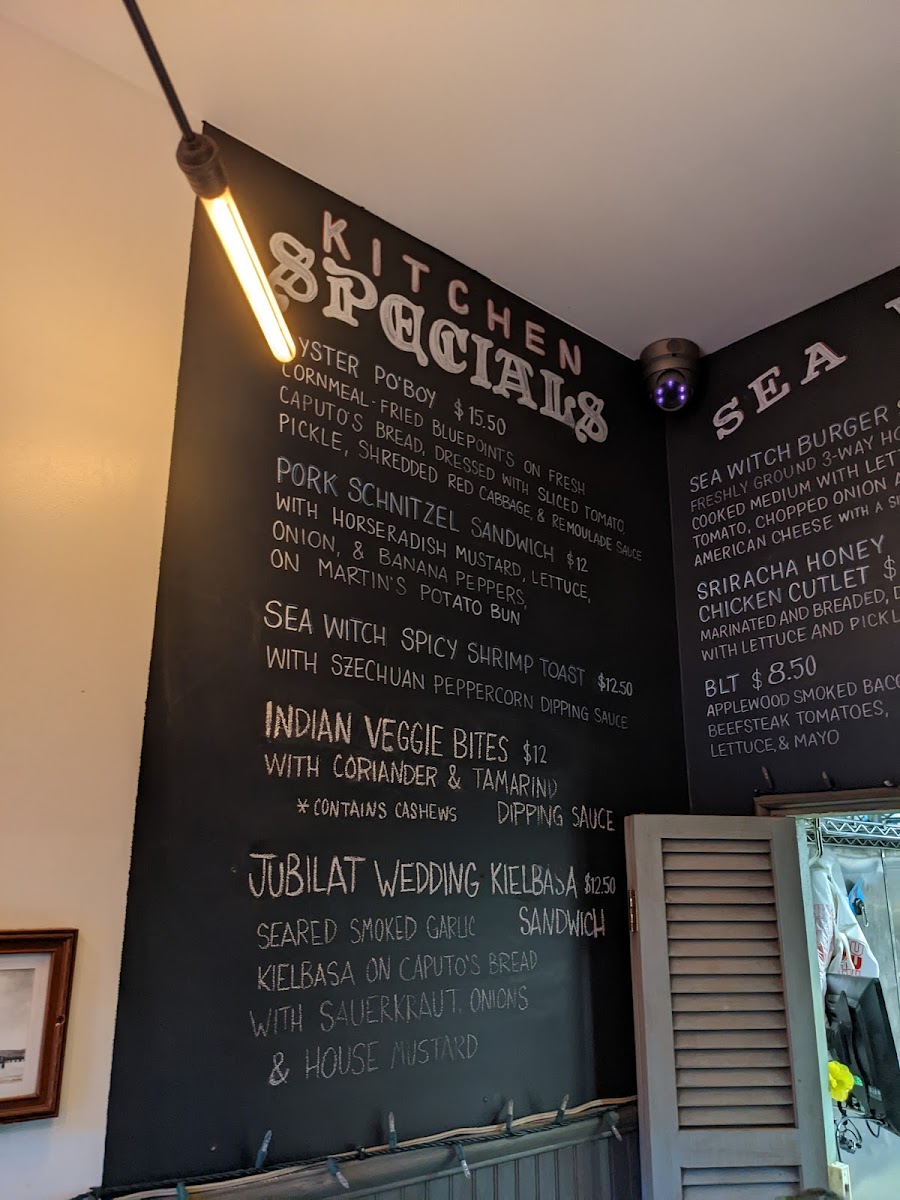 KITCHEN
SPECIALS
OYSTER PO'BOY $15.50
CORNMEAL-FRIED BLUEPOINTS ON FRESH
CAPUTO'S BREAD, DRESSED WITH SLICED TOMATO,
PICKLE, SHREDDED RED CABBAGE, & REMOULADE SAUCE
PORK SCHNITZEL SANDWICH $12
WITH HORSERADISH MUSTARD, LETTUCE,
ONION, & BANANA PEPPERS,
ON MARTIN'S POTATO BUN
SEA WITCH SPICY SHRIMP TOAST $12.50
WITH SZECHUAN PEPPERCORN DIPPING SAUCE
INDIAN VEGGIE BITES $12
WITH CORIANDER & TAMARIND
*CONTAINS CASHEWS DIPPING SAUCE
JUBILAT WEDDING KIELBASA $12.50
SEARED SMOKED GARLIC SANDWICH
KIELBASA ON CAPUTO'S BREAD
WITH SAUERKRAUT, ONIONS
& HOUSE MUSTARD
SEA
SEA WITCH BURGER
FRESHLY GROUND 3-WAY
COOKED MEDIUM WITH
TOMATO, CHOPPED ONION
AMERICAN CHEESE WITH A
SRIRACHA HONEY
CHICKEN CUTLET $
MARINATED AND BREADED,
WITH LETTUCE AND
BLT $8.50
APPLEWOOD SMOKED
BEEFSTEAK TOMATOES,
LETTUCE, & MAYO